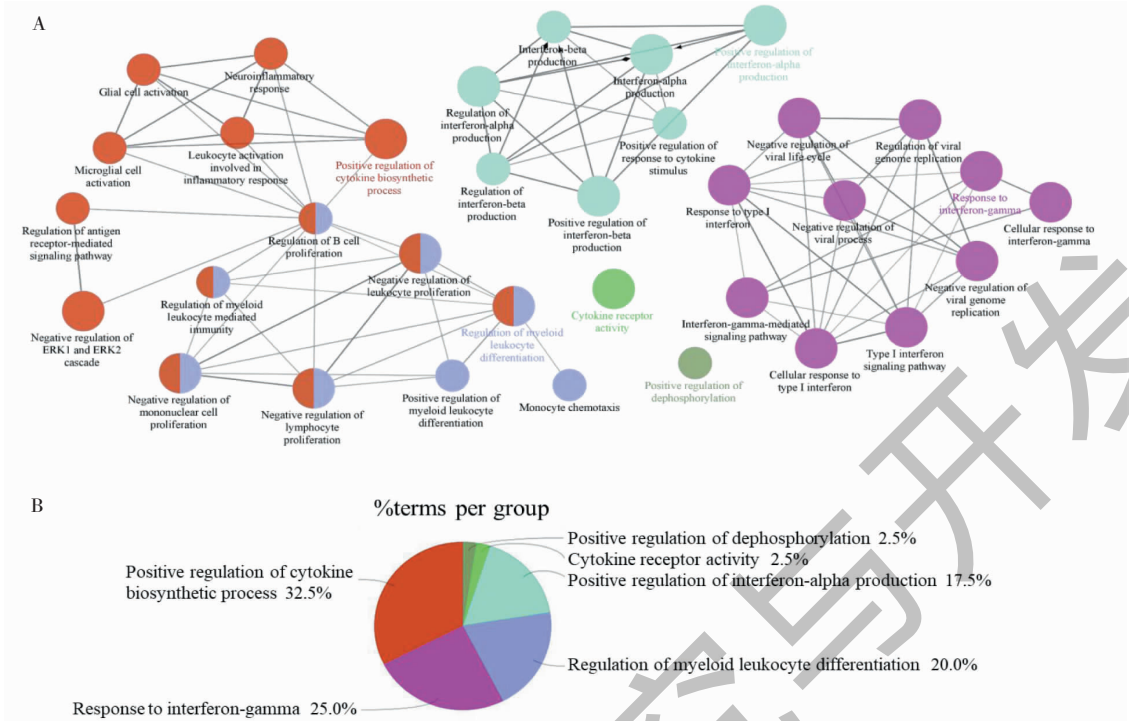 A
Neuroinflammatory
response
Glial cell activation
Leukocyte activation
involved in
inflammatory response
Microglial cell
activation
Positive regulation of
cytokine biosynthetic
process
Regulation of antigen
receptor-mediated
signaling pathway
Regulation of B cell
proliferation
Negative regulation of
leukocyte proliferation
Regulation of myeloid
leukocyte mediated
immunity
Negative regulation of
ERK1 and ERK2
cascade
Regulation of myeloid
leukocyte
differentiation
Negative regulation of
mononuclear cell
proliferation
Negative regulation of
lymphocyte
proliferation
Positive regulation of
myeloid leukocyte
differentiation
Monocyte chemotaxis
Interferon-beta
production
Interferon-alpha
production
Positive regulation of
interferon-alpha
production
Regulation of
interferon-alpha
production
Positive regulation of
response to cytokine
stimulus
Regulation of
interferon-beta
production
Positive regulation of
interferon-beta
production
Cytokine receptor
activity
Positive regulation of
dephosphorylation
Negative regulation of
viral life cycle
Regulation of viral
genome replication
Response to type I
interferon
Negative regulation of
viral process
Response to
interferon-gamma
Cellular response to
interferon-gamma
Negative regulation of
viral genome
replication
Interferon-gamma-mediated
signaling pathway
Cellular response to
type I interferon
Type I interferon
signaling pathway
B
%terms per group
Positive regulation of dephosphorylation 2.5%
Cytokine receptor activity 2.5%
Positive regulation of interferon-alpha production 17.5%
Positive regulation of cytokine
biosynthetic process 32.5%
Regulation of myeloid leukocyte differentiation 20.0%
Response to interferon-gamma 25.0%
与开发